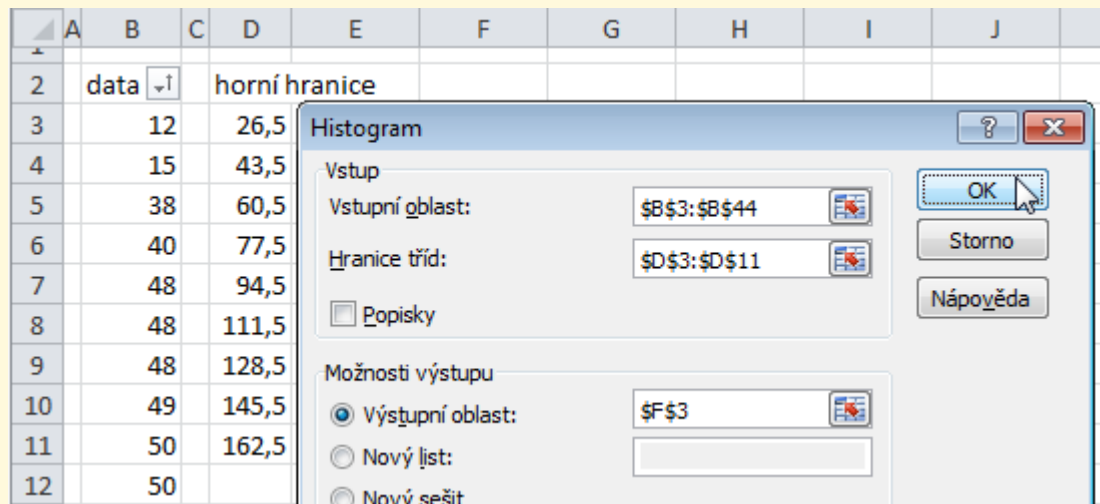 A B C D E F G H I J
1
2 data horní hranice
3 12 26,5 Histogram
4 15 43,5 Vstup
5 38 60,5 Vstupní oblast: $B$3:$B$44 OK
6 40 77,5 Hranice tříd: $D$3:$D$11 Storno
7 48 94,5 Nápověda
8 48 111,5 Popisky
9 48 128,5 Možnosti výstupu
10 49 145,5 Výstupní oblast: $F$3
11 50 162,5 Nový list:
12 50 Nový sešit